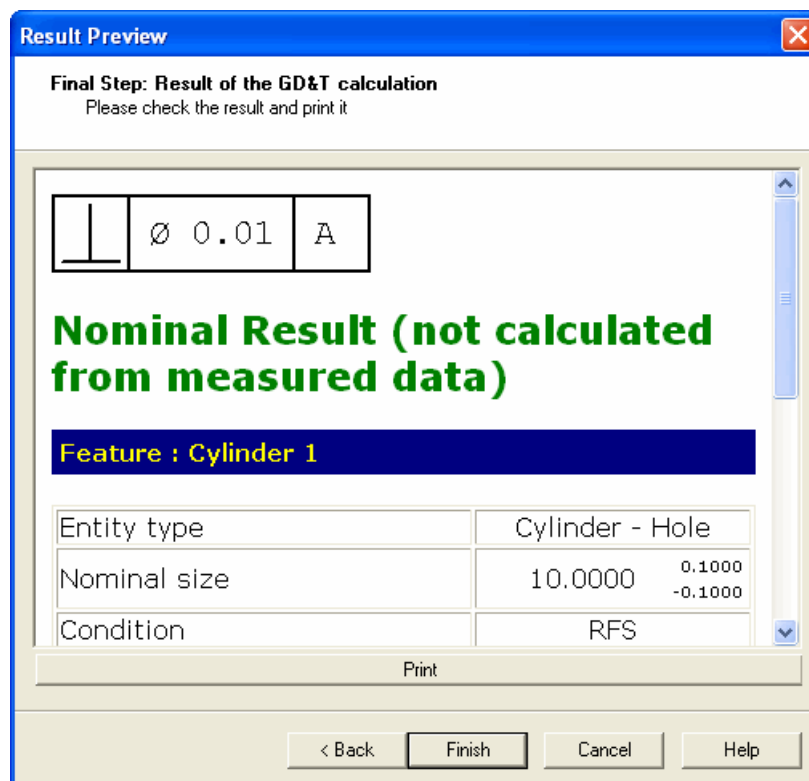 Result Preview
Final Step: Result of the GD&T calculation
Please check the result and print it
⊥ Ø 0.01 A
Nominal Result (not calculated
from measured data)
Feature : Cylinder 1
Entity type Cylinder - Hole
Nominal size 10.0000 0.1000
-0.1000
Condition RFS
Print
< Back Finish Cancel Help